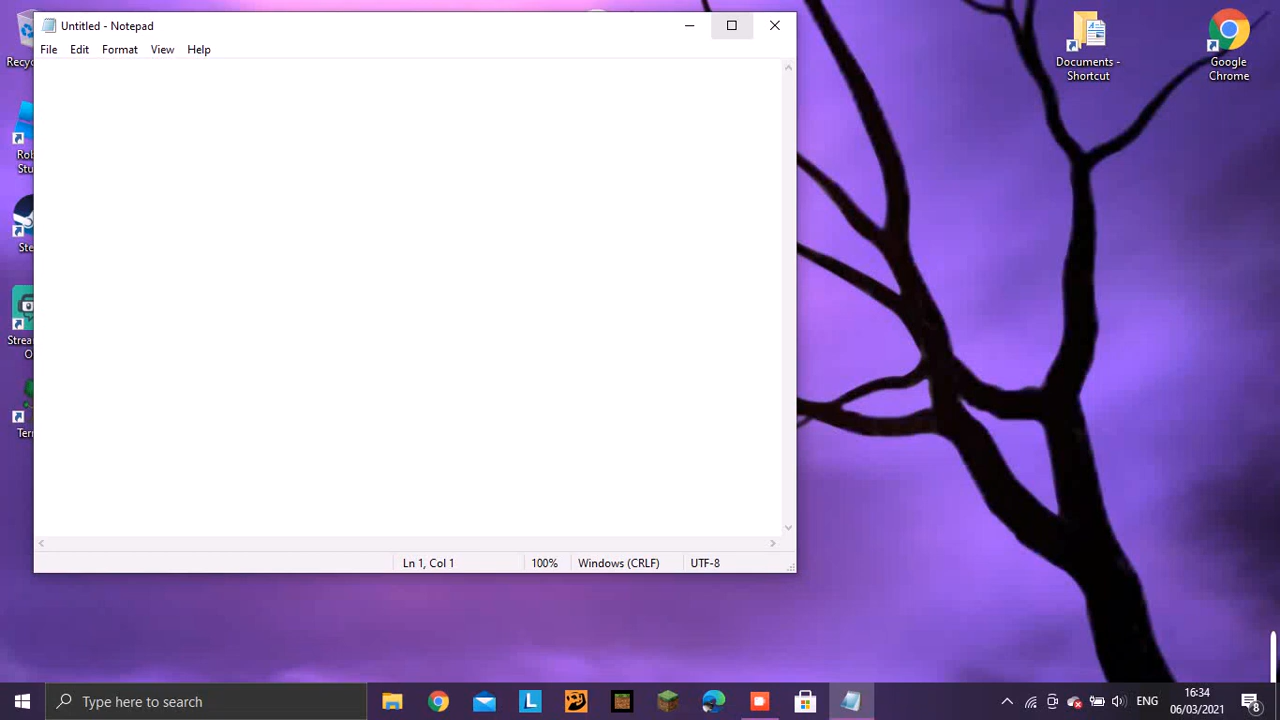 Untitled - Notepad
File Edit Format View Help
Ln 1, Col 1 100% Windows (CRLF) UTF-8
Documents -
Shortcut
Google
Chrome
Type here to search
L
ENG
16:34
06/03/2021
8